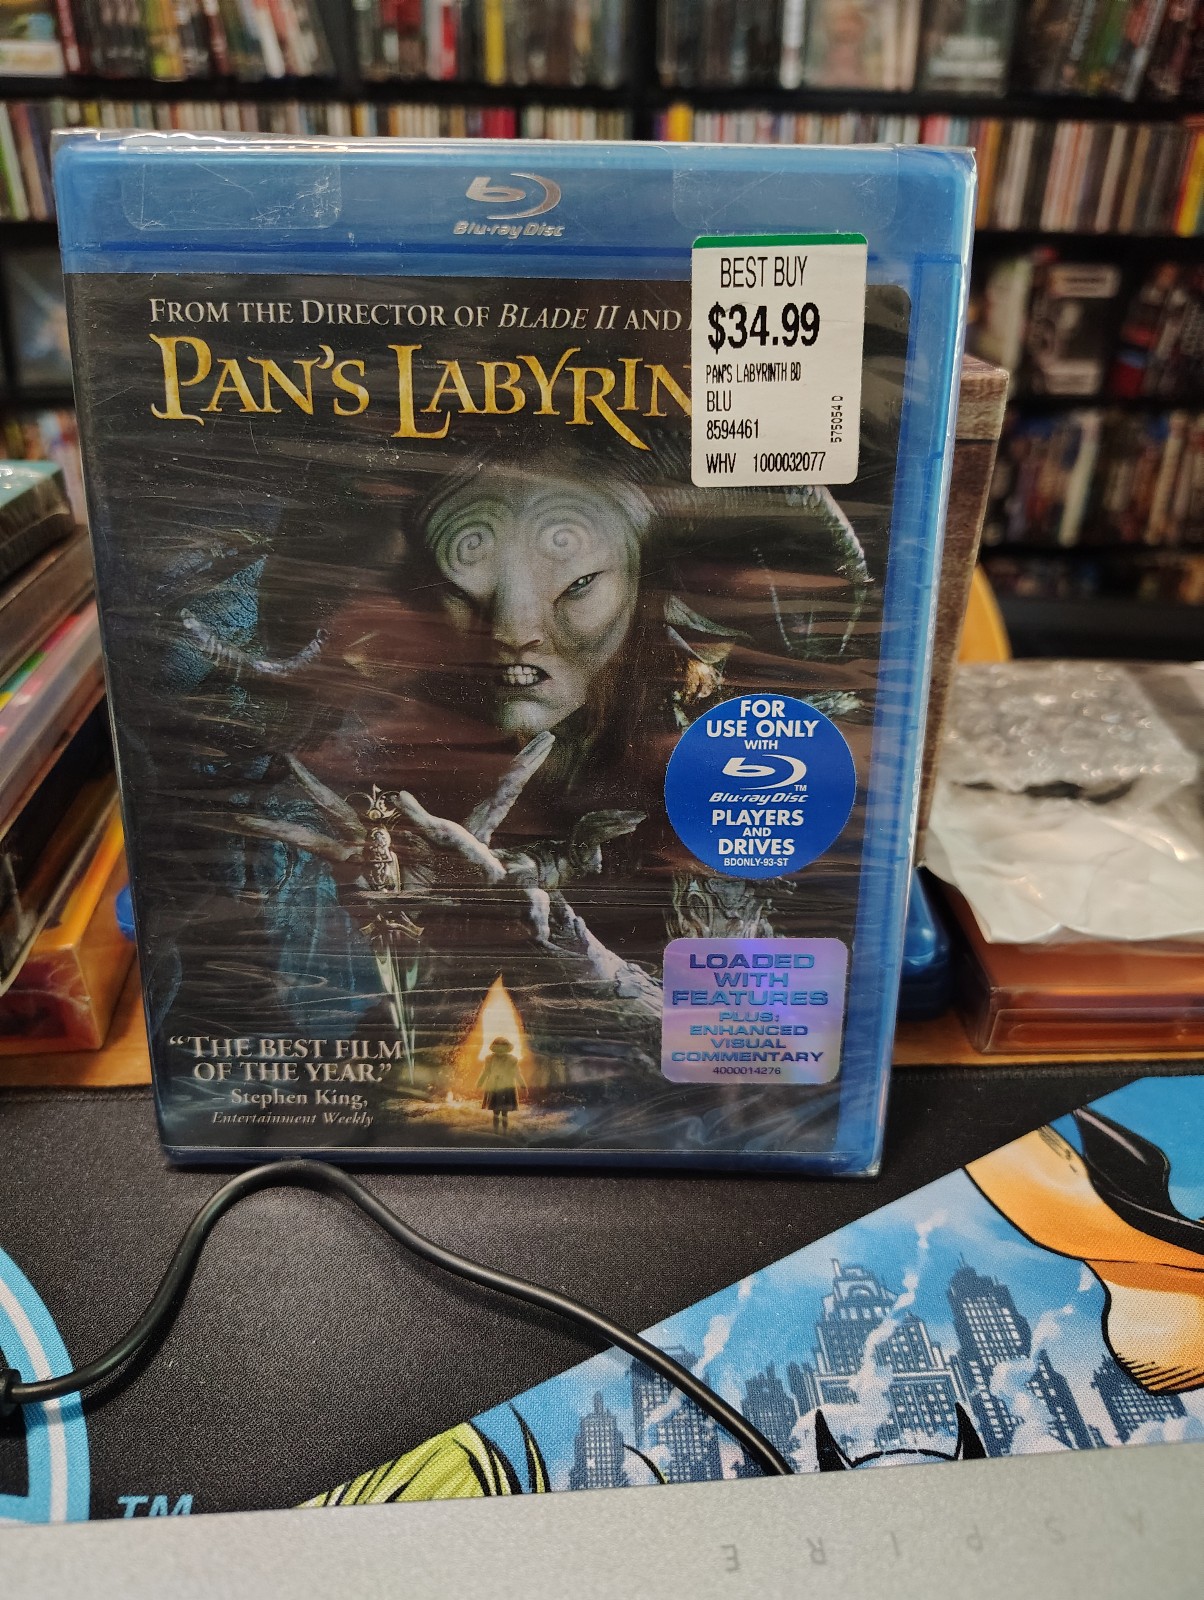 Blu-ray Disc
BEST BUY
$34.99
PAN'S LABYRINTH BD
BLU
8594461
575054 D
WHV 1000032077
FROM THE DIRECTOR OF BLADE II AND
PAN'S LABYRIN
FOR
USE ONLY
WITH
Blu-ray Disc
TM
PLAYERS
AND
DRIVES
BDONLY-93-ST
LOADED
WITH
FEATURES
PLUS:
ENHANCED
VISUAL
COMMENTARY
4000014276
"THE BEST FILM
OF THE YEAR."
– Stephen King,
Entertainment Weekly
TM
ASPIRE